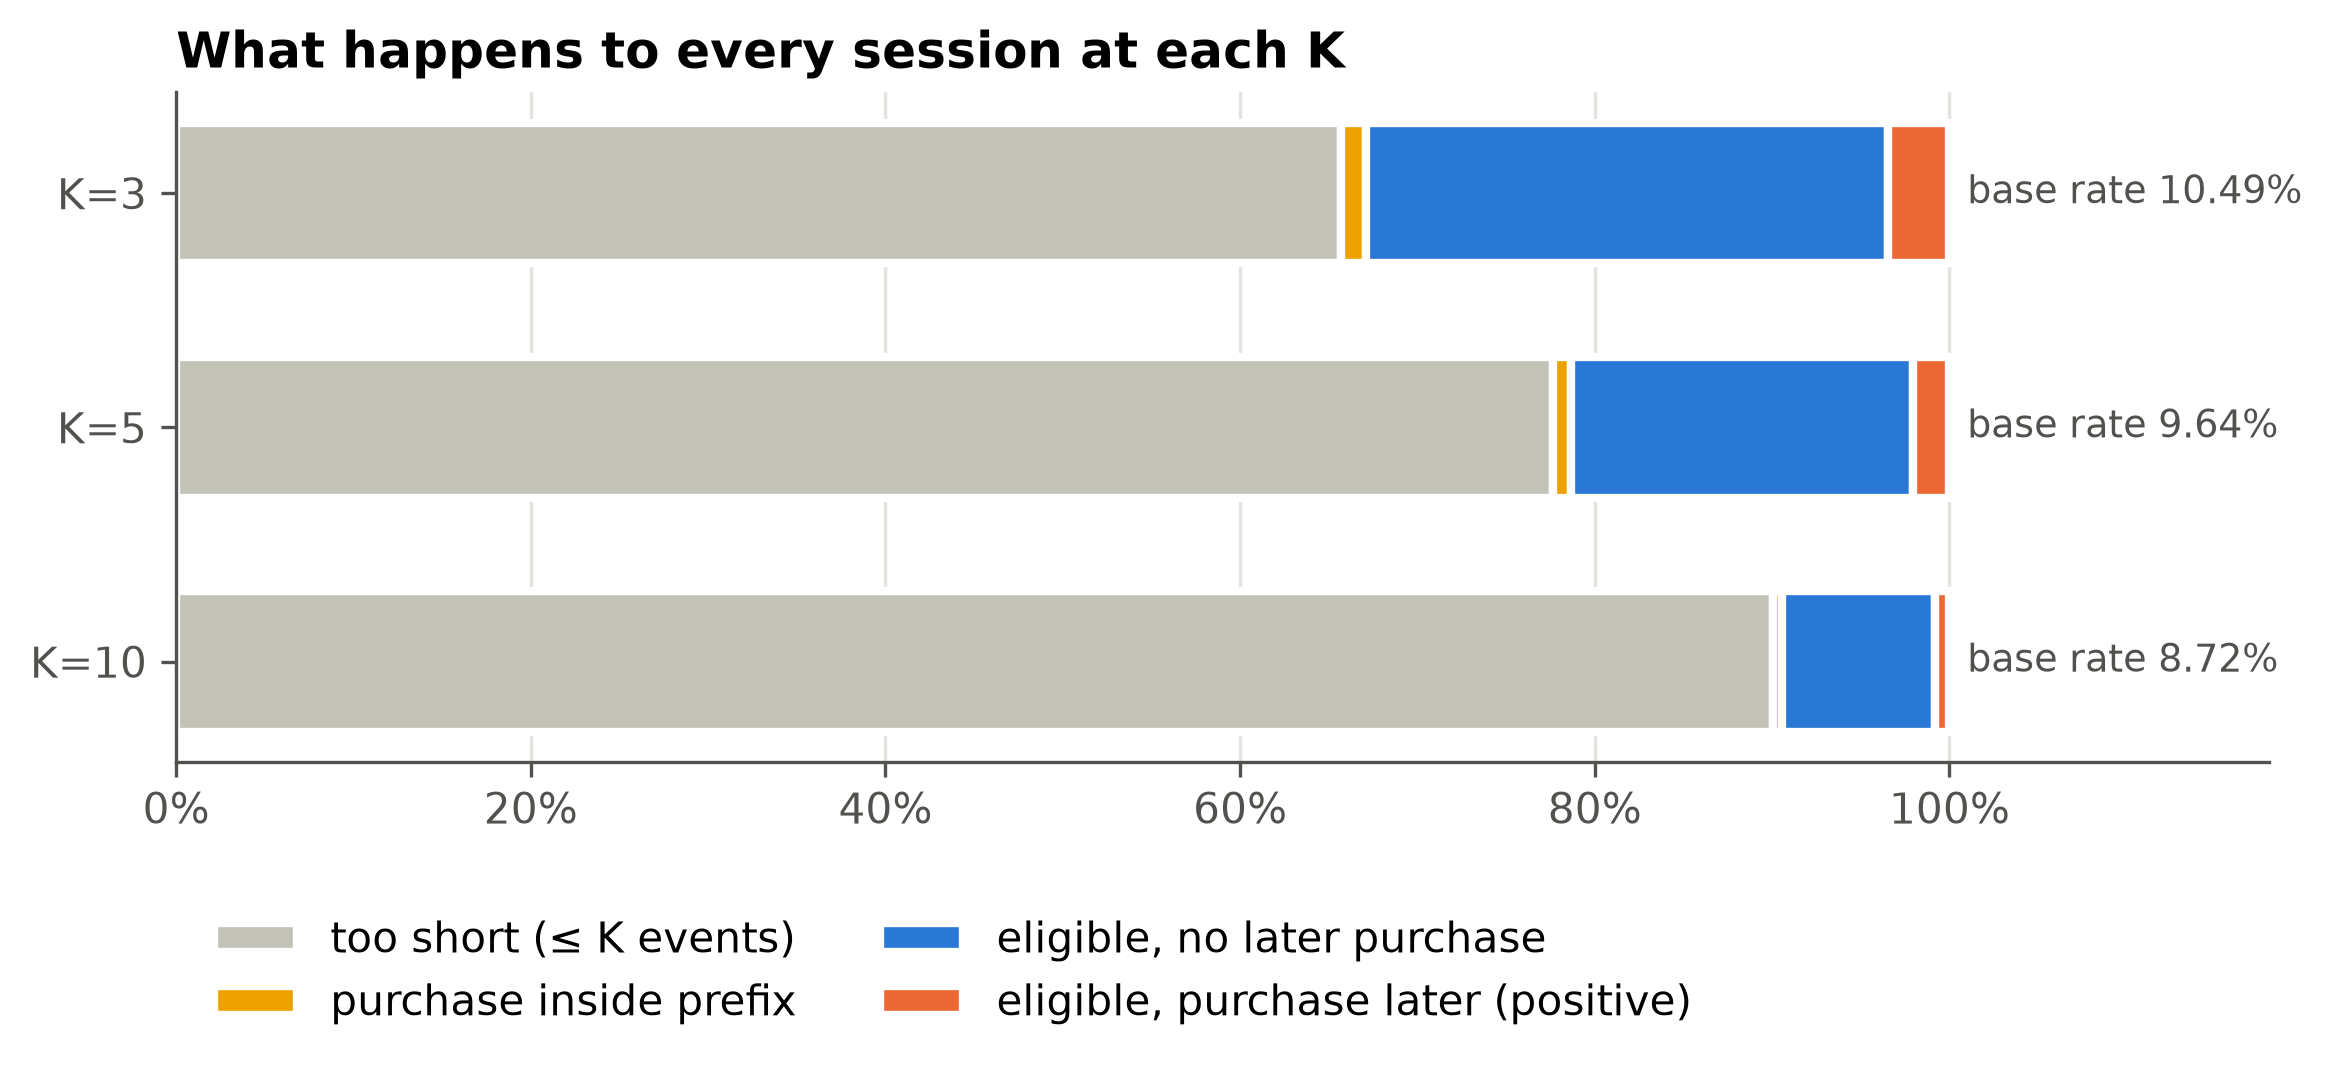 What happens to every session at each K
K=3
base rate 10.49%
K=5
base rate 9.64%
K=10
base rate 8.72%
0% 20% 40% 60% 80% 100%
too short (≤ K events)
purchase inside prefix
eligible, no later purchase
eligible, purchase later (positive)